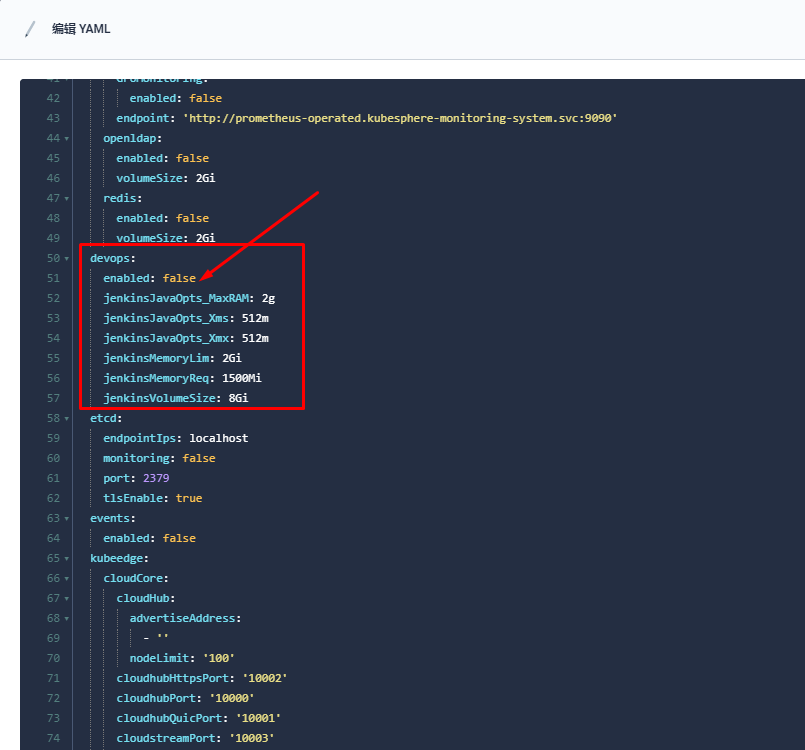 编辑 YAML
42 enabled: false
43 endpoint: 'http://prometheus-operated.kubesphere-monitoring-system.svc:9090'
44 openldap:
45 enabled: false
46 volumeSize: 2Gi
47 redis:
48 enabled: false
49 volumeSize: 2Gi
50 devops:
51 enabled: false
52 jenkinsJavaOpts_MaxRAM: 2g
53 jenkinsJavaOpts_Xms: 512m
54 jenkinsJavaOpts_Xmx: 512m
55 jenkinsMemoryLim: 2Gi
56 jenkinsMemoryReq: 1500Mi
57 jenkinsVolumeSize: 8Gi
58 etcd:
59 endpointIps: localhost
60 monitoring: false
61 port: 2379
62 tlsEnable: true
63 events:
64 enabled: false
65 kubeedge:
66 cloudCore:
67 cloudHub:
68 advertiseAddress:
69 - ''
70 nodeLimit: '100'
71 cloudhubHttpsPort: '10002'
72 cloudhubPort: '10000'
73 cloudhubQuicPort: '10001'
74 cloudstreamPort: '10003'